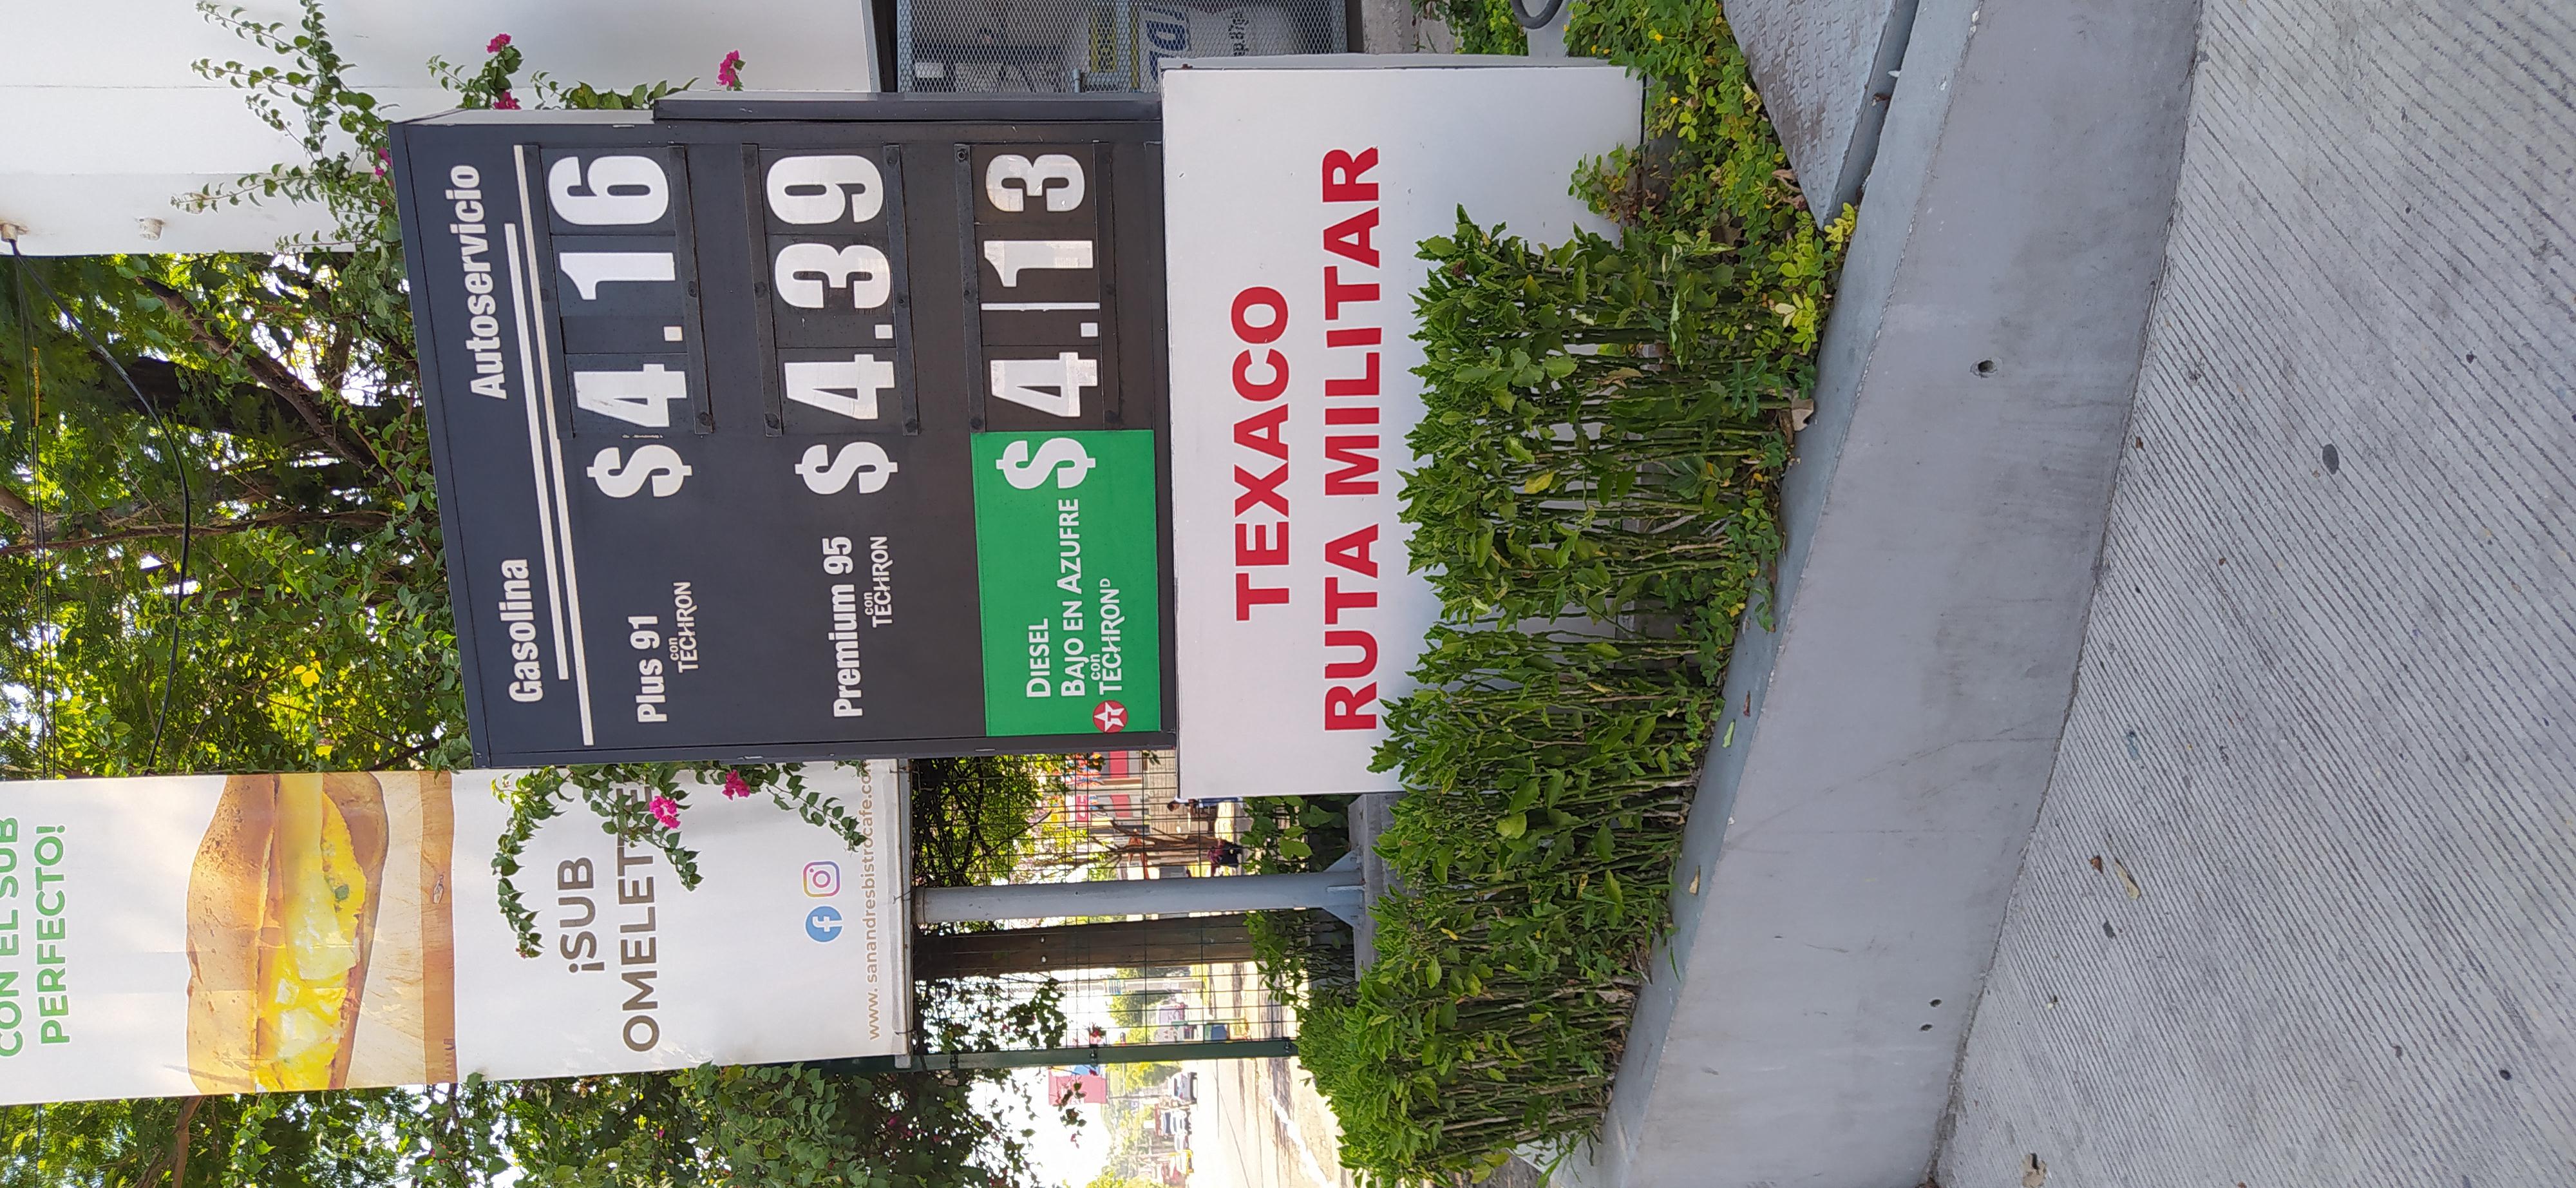 Gasolina Autoservicio
Plus 91 $ 4.16
con
TECHRON
Premium 95 $ 4.39
con
TECHRON
DIESEL
BAJO EN AZUFRE $ 4.13
con
TECHRON D
TEXACO
RUTA MILITAR
CON EL SUB
PERFECTO!
¡SUB
OMELETTE
www.sanandresbistrocafe.com